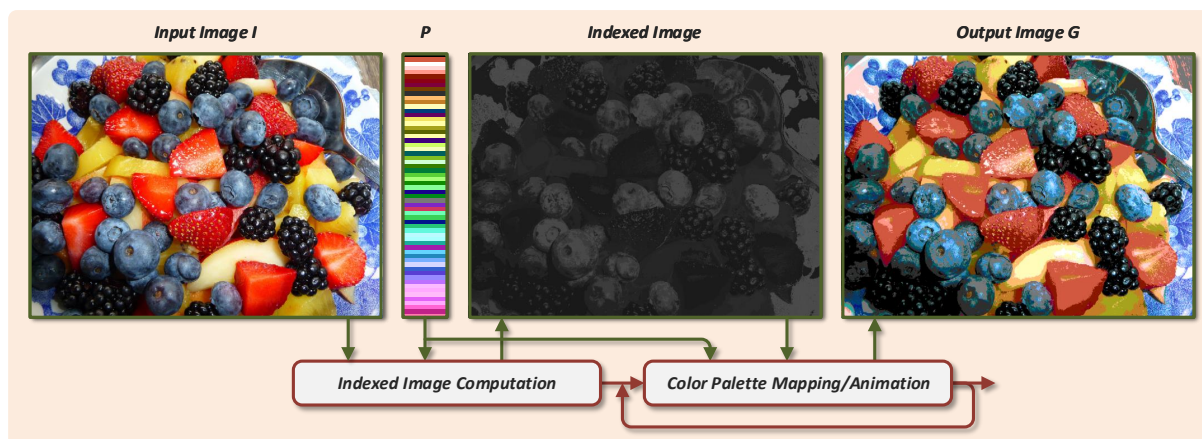 Input Image I
P
Indexed Image
Output Image G
Indexed Image Computation
Color Palette Mapping/Animation